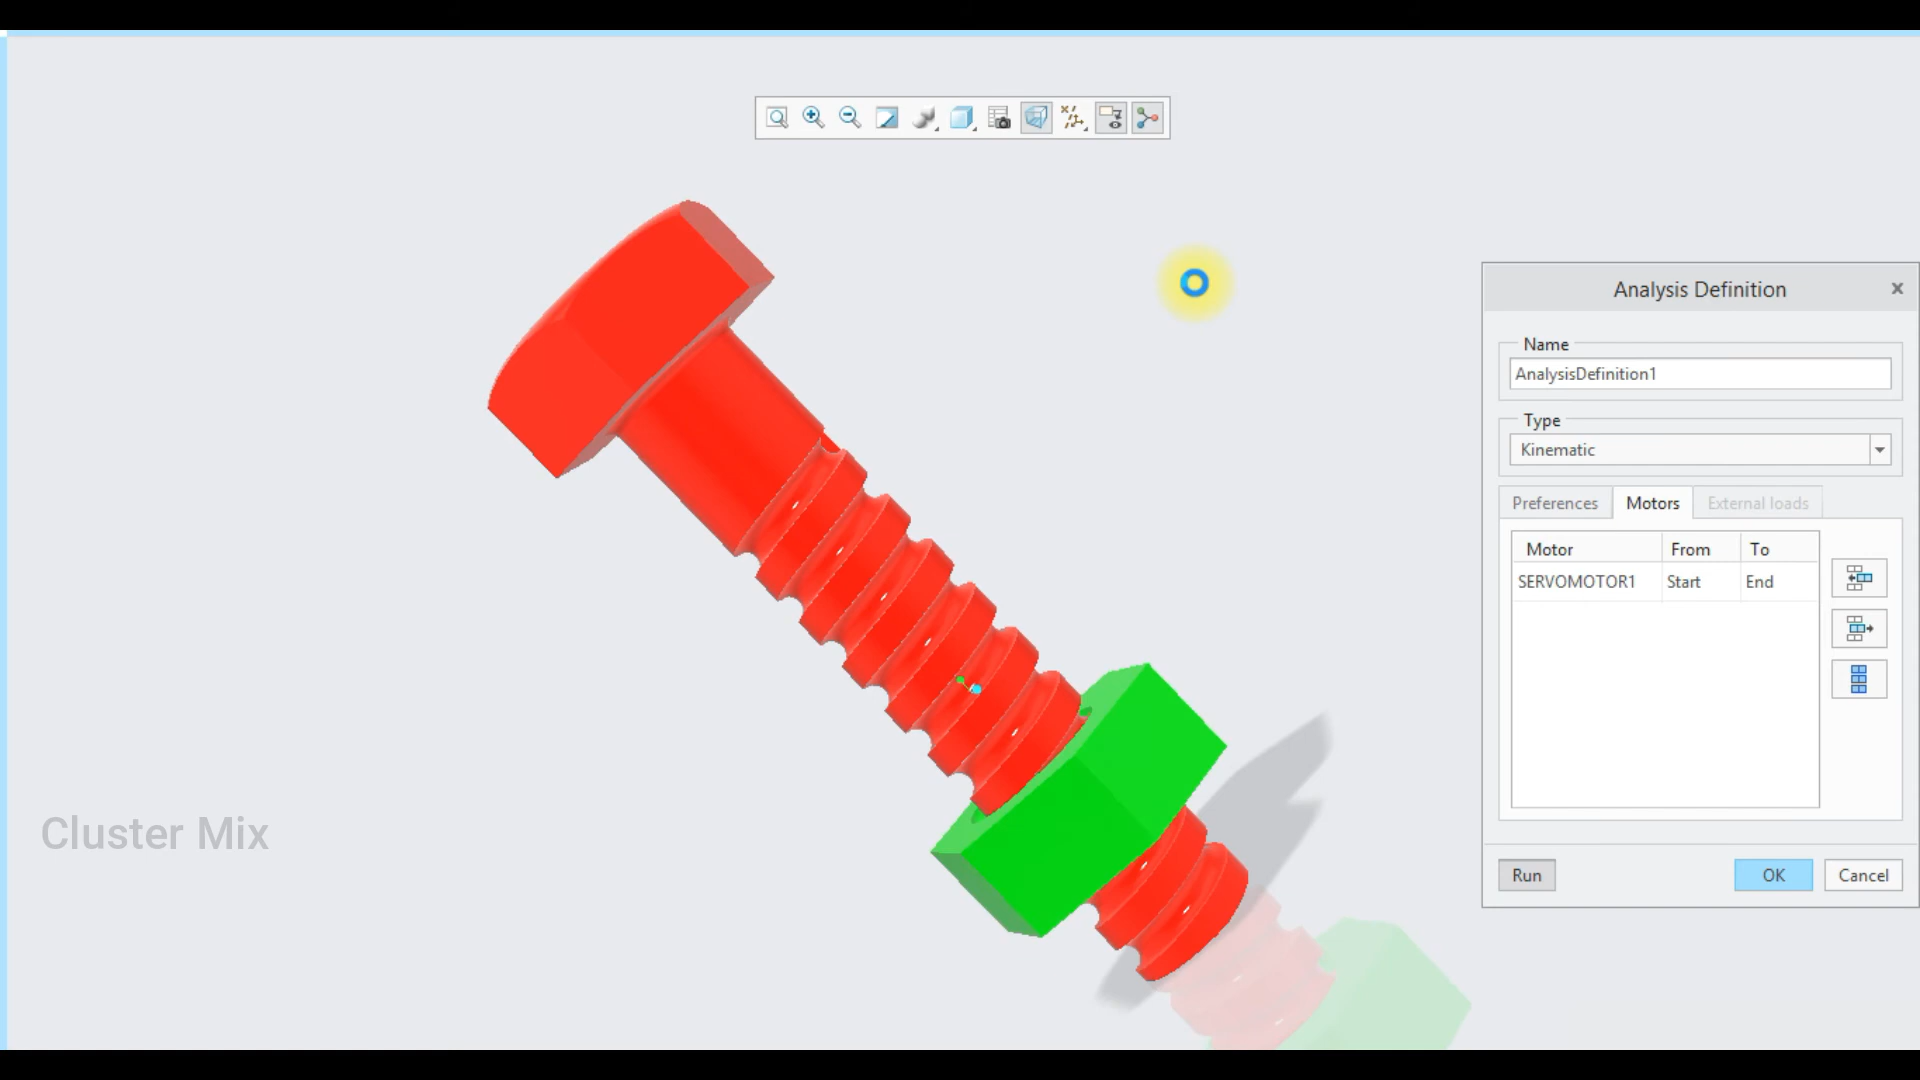 Analysis Definition
Name
AnalysisDefinition1
Type
Kinematic
Preferences Motors External loads
Motor From To
SERVOMOTOR1 Start End
Run OK Cancel
Cluster Mix